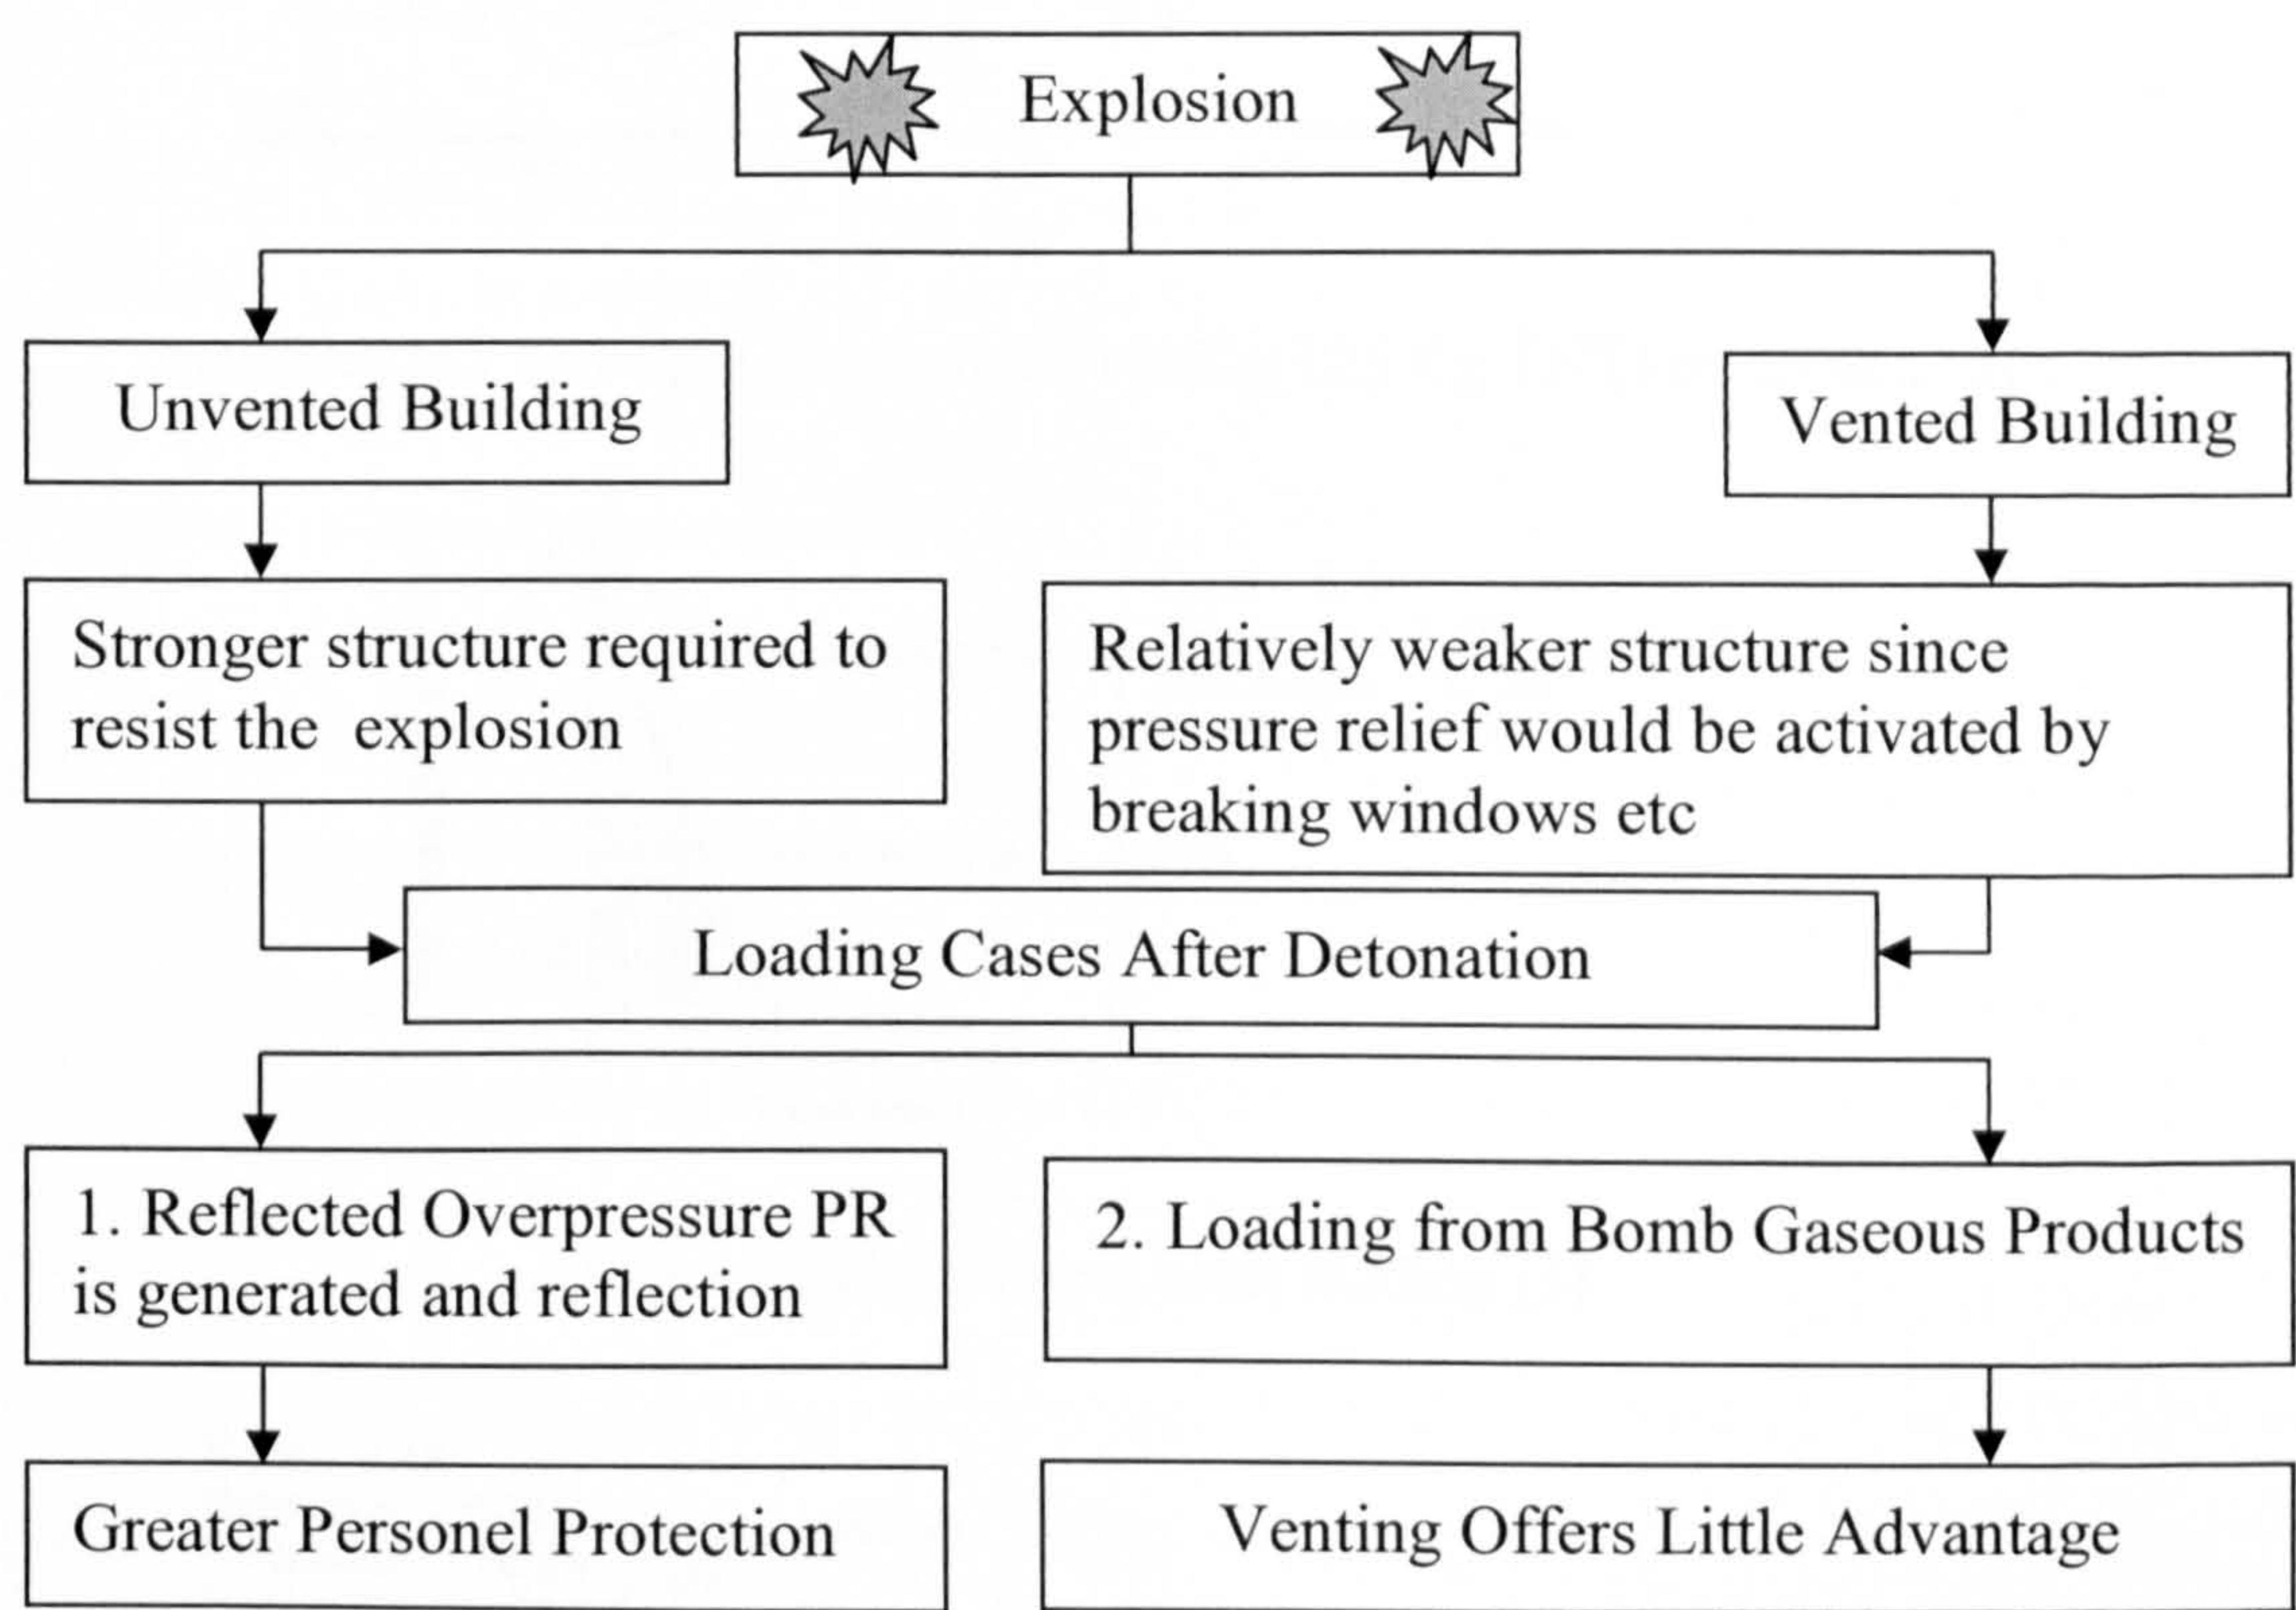 Explosion
Unvented Building
Vented Building
Stronger structure required to
resist the  explosion
Relatively weaker structure since
pressure relief would be activated by
breaking windows etc
Loading Cases After Detonation
1. Reflected Overpressure PR
is generated and reflection
2. Loading from Bomb Gaseous Products
Greater Personel Protection
Venting Offers Little Advantage